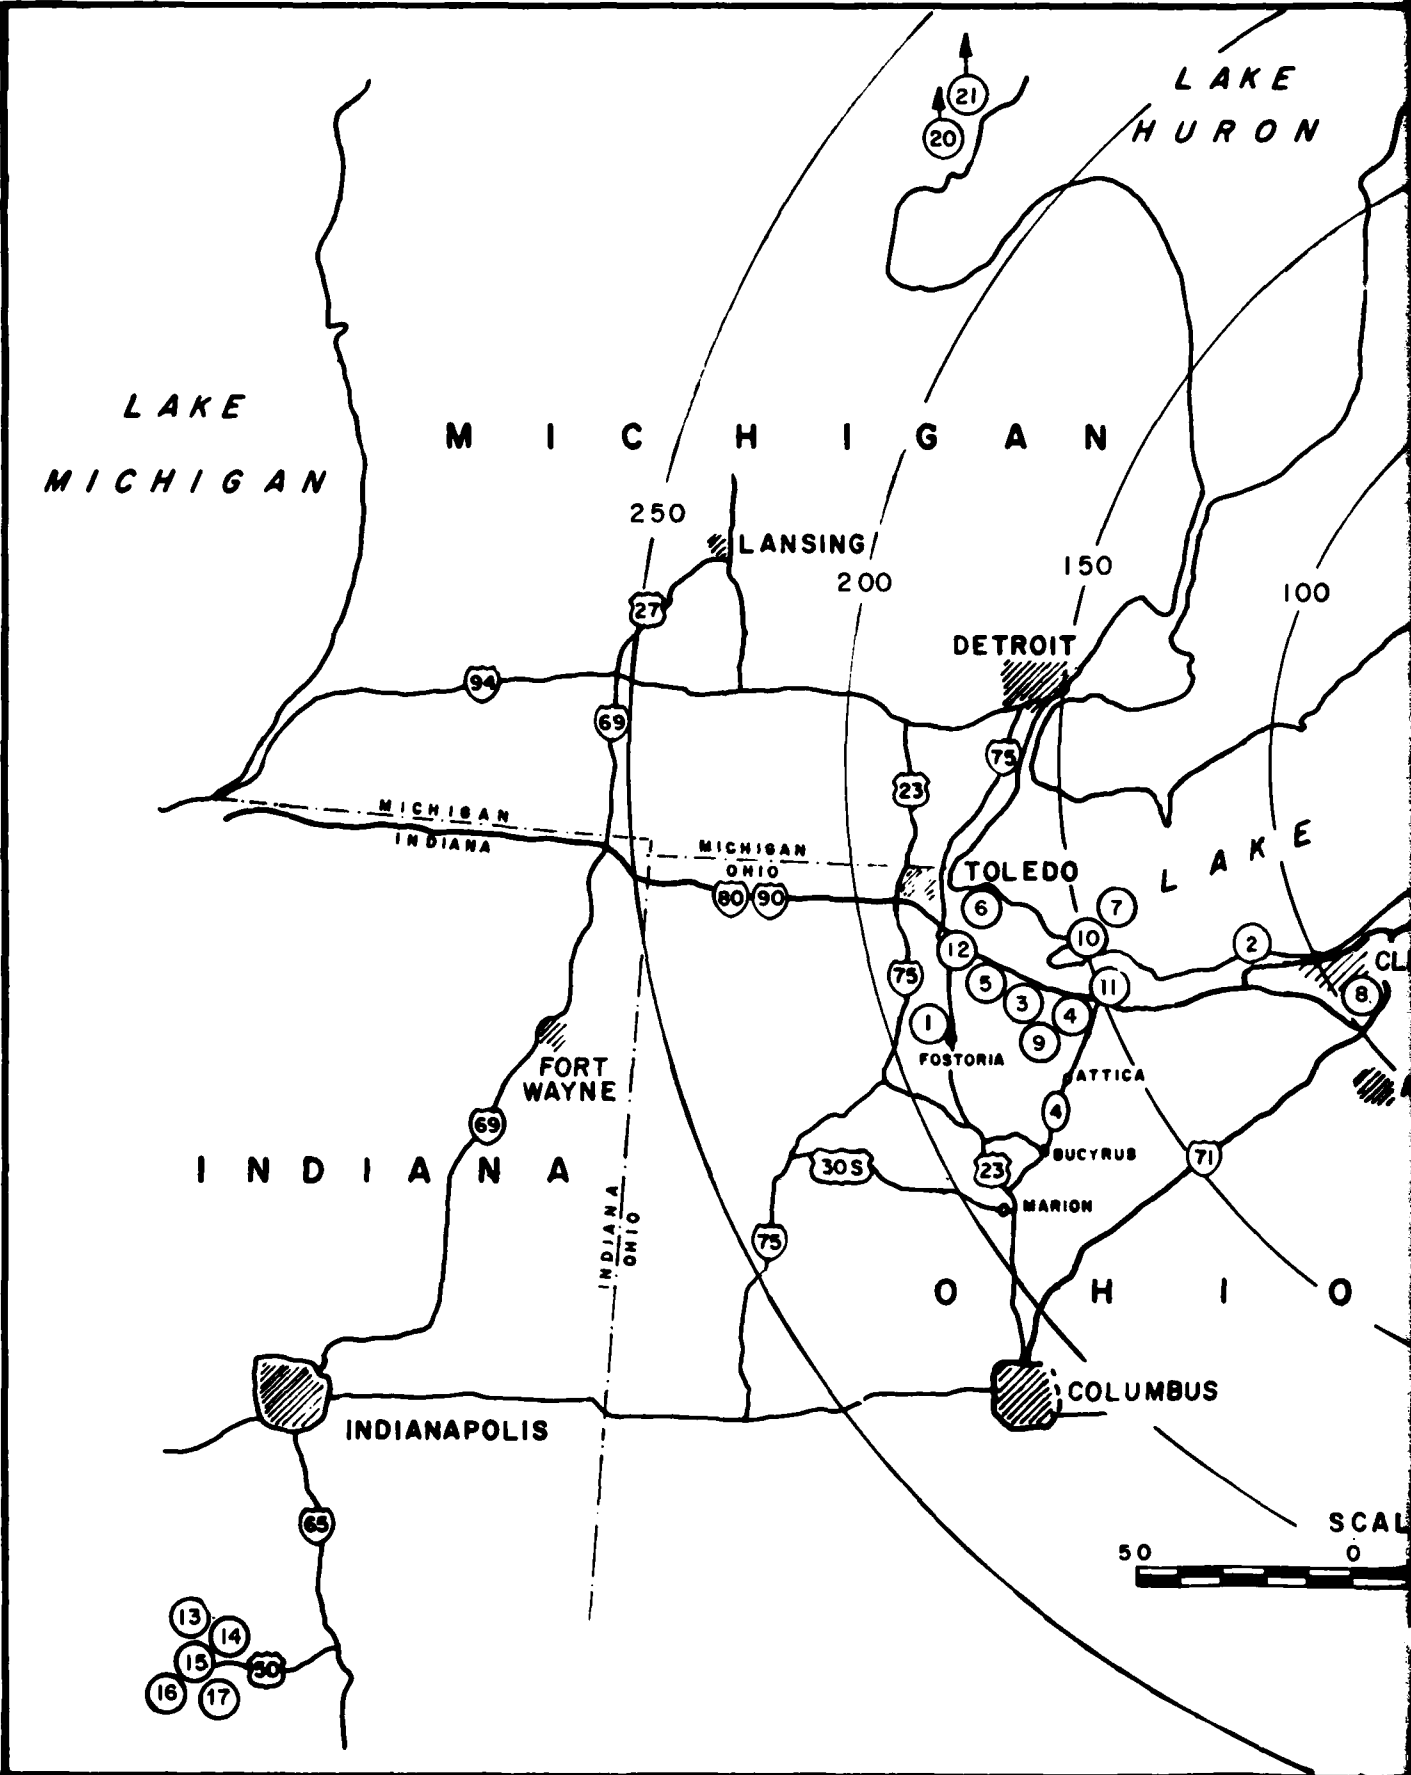 21
LAKE
HURON
20
LAKE
MICHIGAN
MICHIGAN
250
LANSING
200
150
100
27
DETROIT
94
69
75
23
MICHIGAN
INDIANA
MICHIGAN
OHIO
LAKE
TOLEDO
80
90
6
7
10
2
12
CL
75
5
3
11
8
1
4
9
FOSTORIA
FORT
WAYNE
ATTICA
4
69
INDIANA
30S
23
BUCYRUS
71
MARION
INDIANA
OHIO
75
OHIO
COLUMBUS
INDIANAPOLIS
65
SCAL
50
0
13
14
15
50
16
17